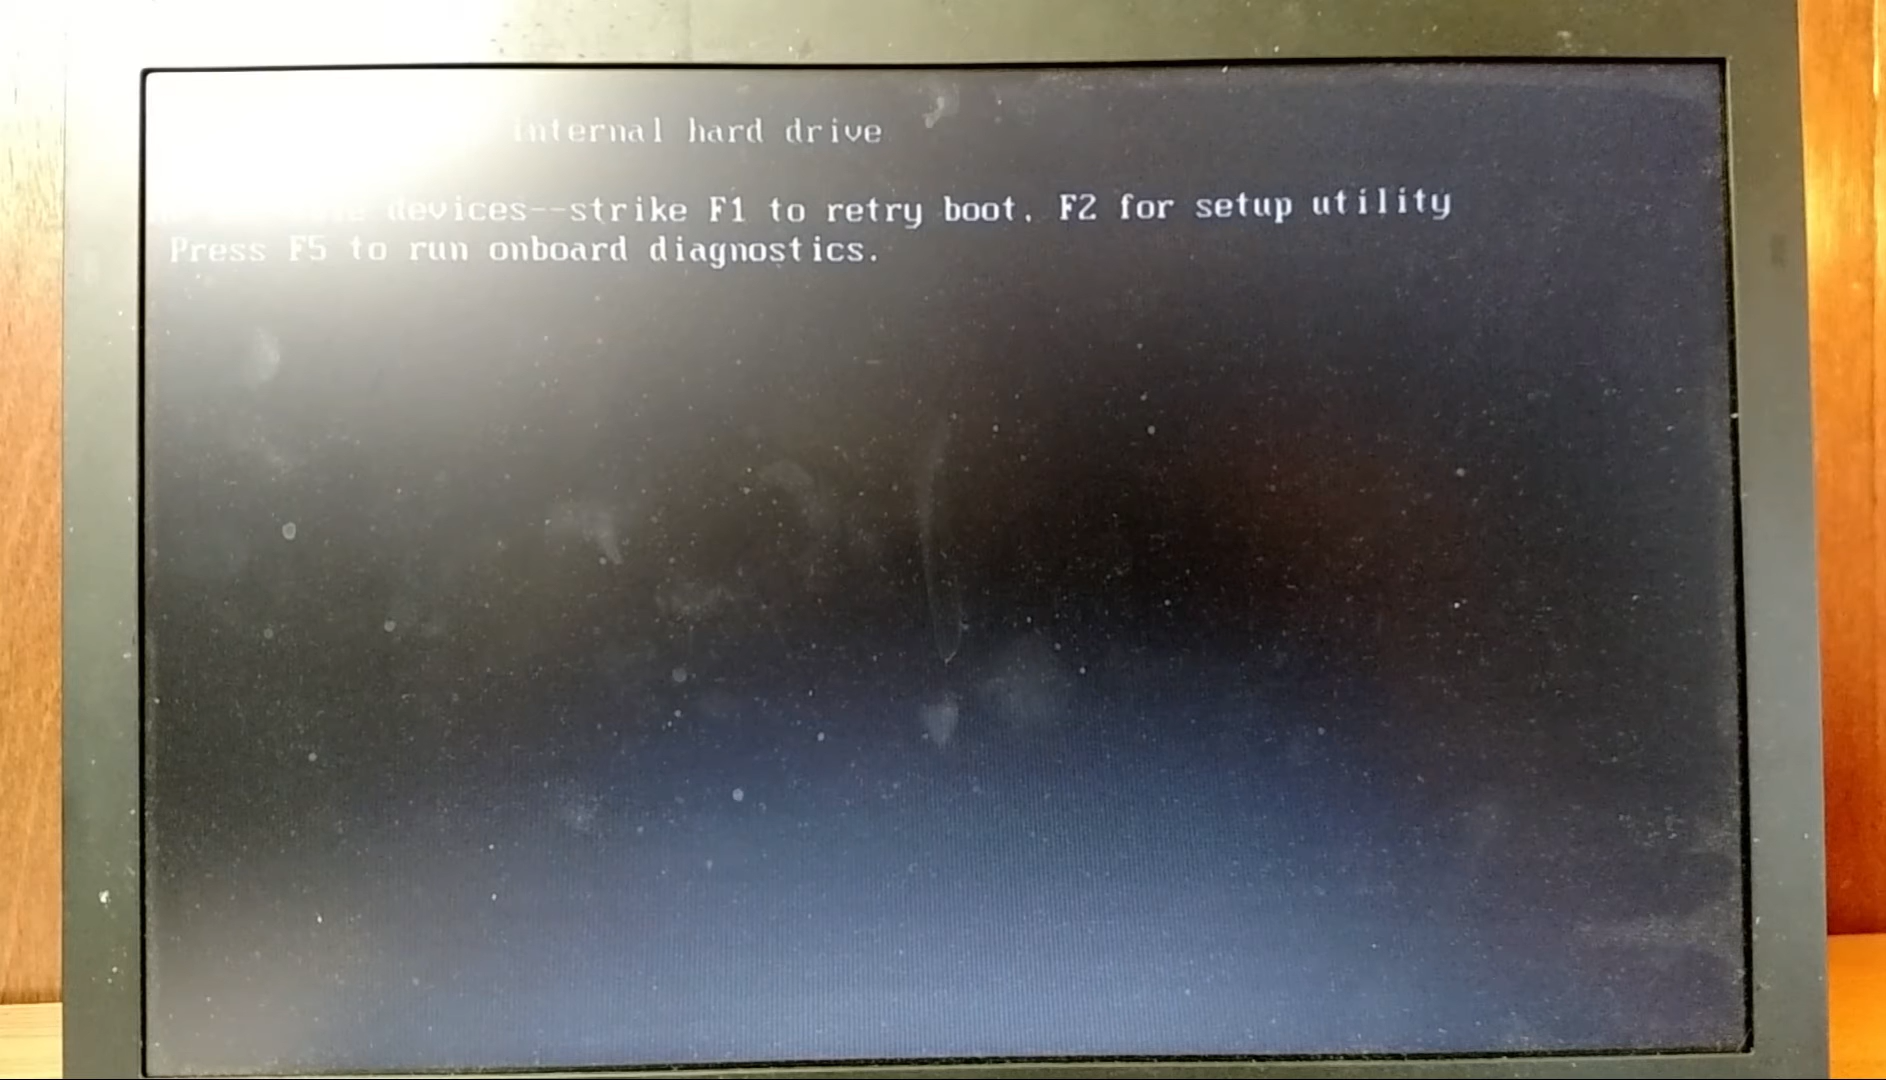 internal hard drive
devices--strike F1 to retry boot, F2 for setup utility
Press F5 to run onboard diagnostics.